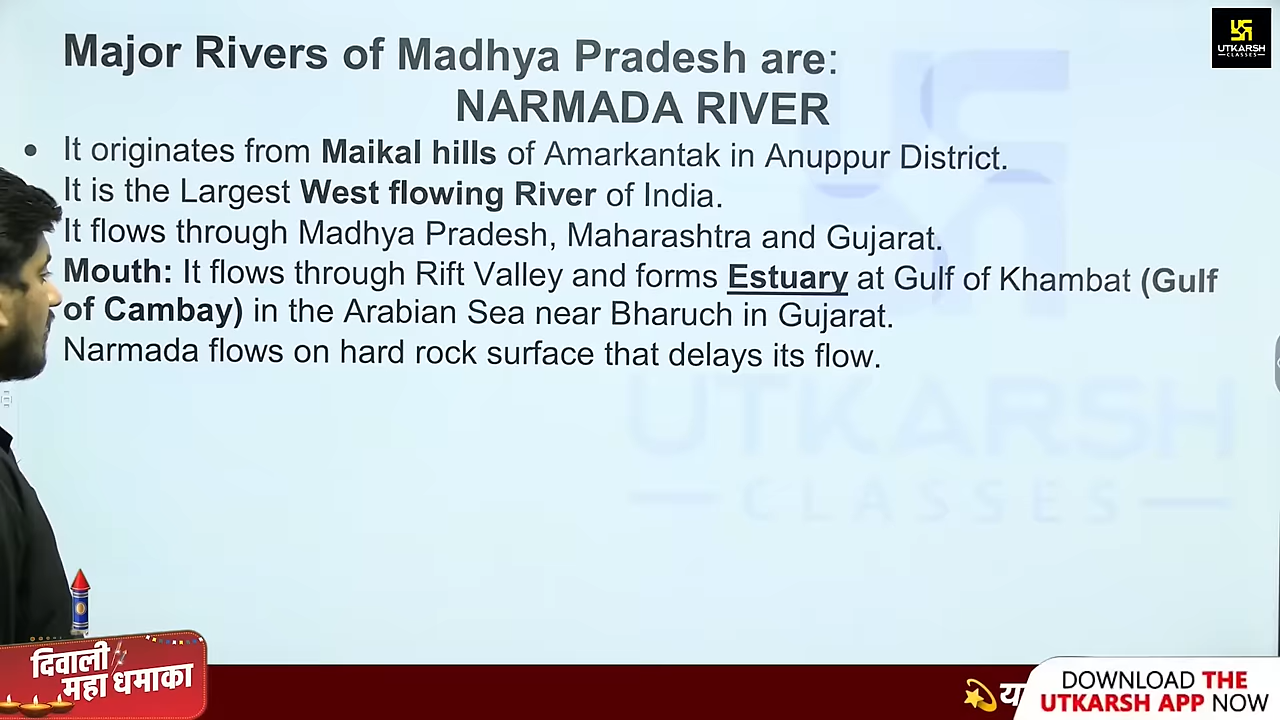 UTKARSH
CLASSES
Major Rivers of Madhya Pradesh are:
NARMADA RIVER
• It originates from Maikal hills of Amarkantak in Anuppur District.
It is the Largest West flowing River of India.
It flows through Madhya Pradesh, Maharashtra and Gujarat.
Mouth: It flows through Rift Valley and forms Estuary at Gulf of Khambat (Gulf
of Cambay) in the Arabian Sea near Bharuch in Gujarat.
Narmada flows on hard rock surface that delays its flow.
UTKARSH
CLASSES
दिवाली
महा धमाका
DOWNLOAD THE
UTKARSH APP NOW